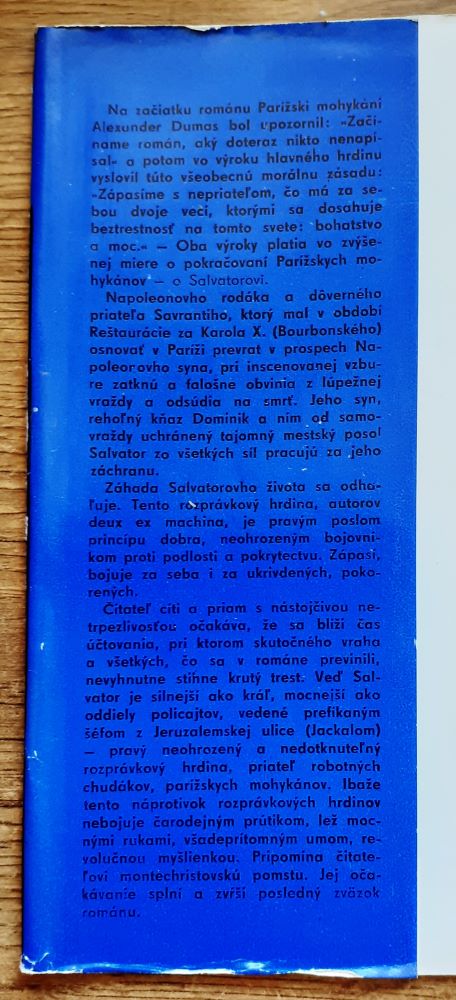 Na začiatku románu Parížski mohykáni
Alexander Dumas bol upozornil: »Začí-
name román, aký doteraz nikto nenapí-
sal« a potom vo výroku hlavného hrdinu
vyslovil túto všeobecnú morálnu zásadu:
»Zápasíme s nepriateľom, čo má za se-
bou dvoje vecí, ktorými sa dosahuje
beztrestnosť na tomto svete: bohatstvo
a moc.« — Oba výroky platia vo zvýše-
nej miere o pokračovaní Parížskych mo-
hykánov — o Salvatorovi.
Napoleonovho rodáka a dôverného
priateľa Savrantiho, ktorý mal v období
Reštaurácie za Karola X. (Bourbonského)
osnovať v Paríži prevrat v prospech Na-
poleonovho syna, pri inscenovanej vzbu-
re zatknú a falošne obvinia z lúpežnej
vraždy a odsúdia na smrť. Jeho syn,
rehoľný kňaz Dominik a ním od samo-
vraždy uchránený tajomný mestský posol
Salvator zo všetkých síl pracujú za jeho
záchranu.
Záhada Salvatorovho života sa odha-
ľuje. Tento rozprávkový hrdina, autorov
deux ex machina, je pravým poslom
princípu dobra, neohrozeným bojovní-
kom proti podlosti a pokrytectvu. Zápasí,
bojuje za seba i za ukrivdených, poko-
rených.
Čitateľ cíti a priam s nástojčivou ne-
trpezlivosťou očakáva, že sa blíži čas
účtovania, pri ktorom skutočného vraha
a všetkých, čo sa v románe previnili,
nevyhnutne stihne krutý trest. Veď Sal-
vator je silnejší ako kráľ, mocnejší ako
oddiely policajtov, vedené prefíkaným
šéfom z Jeruzalemskej ulice (Jackalom)
— pravý neohrozený a nedotknuteľný
rozprávkový hrdina, priateľ robotných
chudákov, parížskych mohykánov. Ibaže
tento náprotivok rozprávkových hrdinov
nebojuje čarodejným prútikom, lež moc-
nými rukami, všadeprítomným umom, re-
volučnou myšlienkou. Pripomína čitate-
ľovi montechristovskú pomstu. Jej oča-
kávanie splní a zvŕši posledný zväzok
románu.